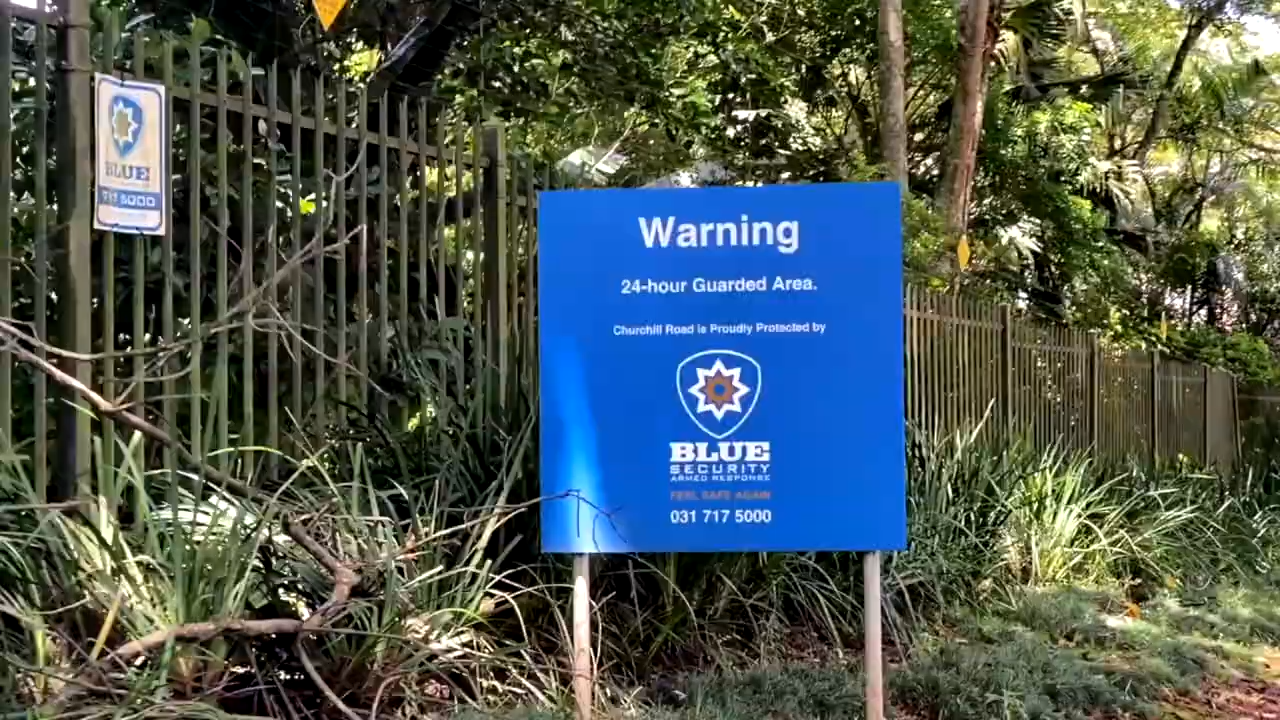 BLUE
717 5000
Warning
24-hour Guarded Area.
Churchill Road is Proudly Protected by
BLUE
SECURITY
ARMED RESPONSE
FEEL SAFE AGAIN
031 717 5000